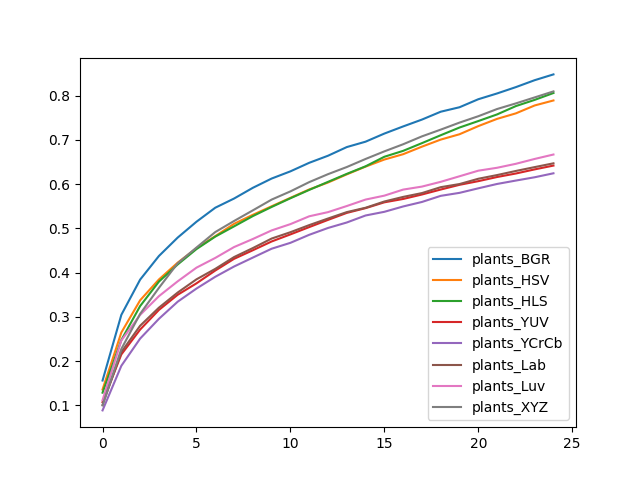 0.8
0.7
0.6
0.5
0.4
0.3
0.2
0.1
0 5 10 15 20 25
plants_BGR
plants_HSV
plants_HLS
plants_YUV
plants_YCrCb
plants_Lab
plants_Luv
plants_XYZ